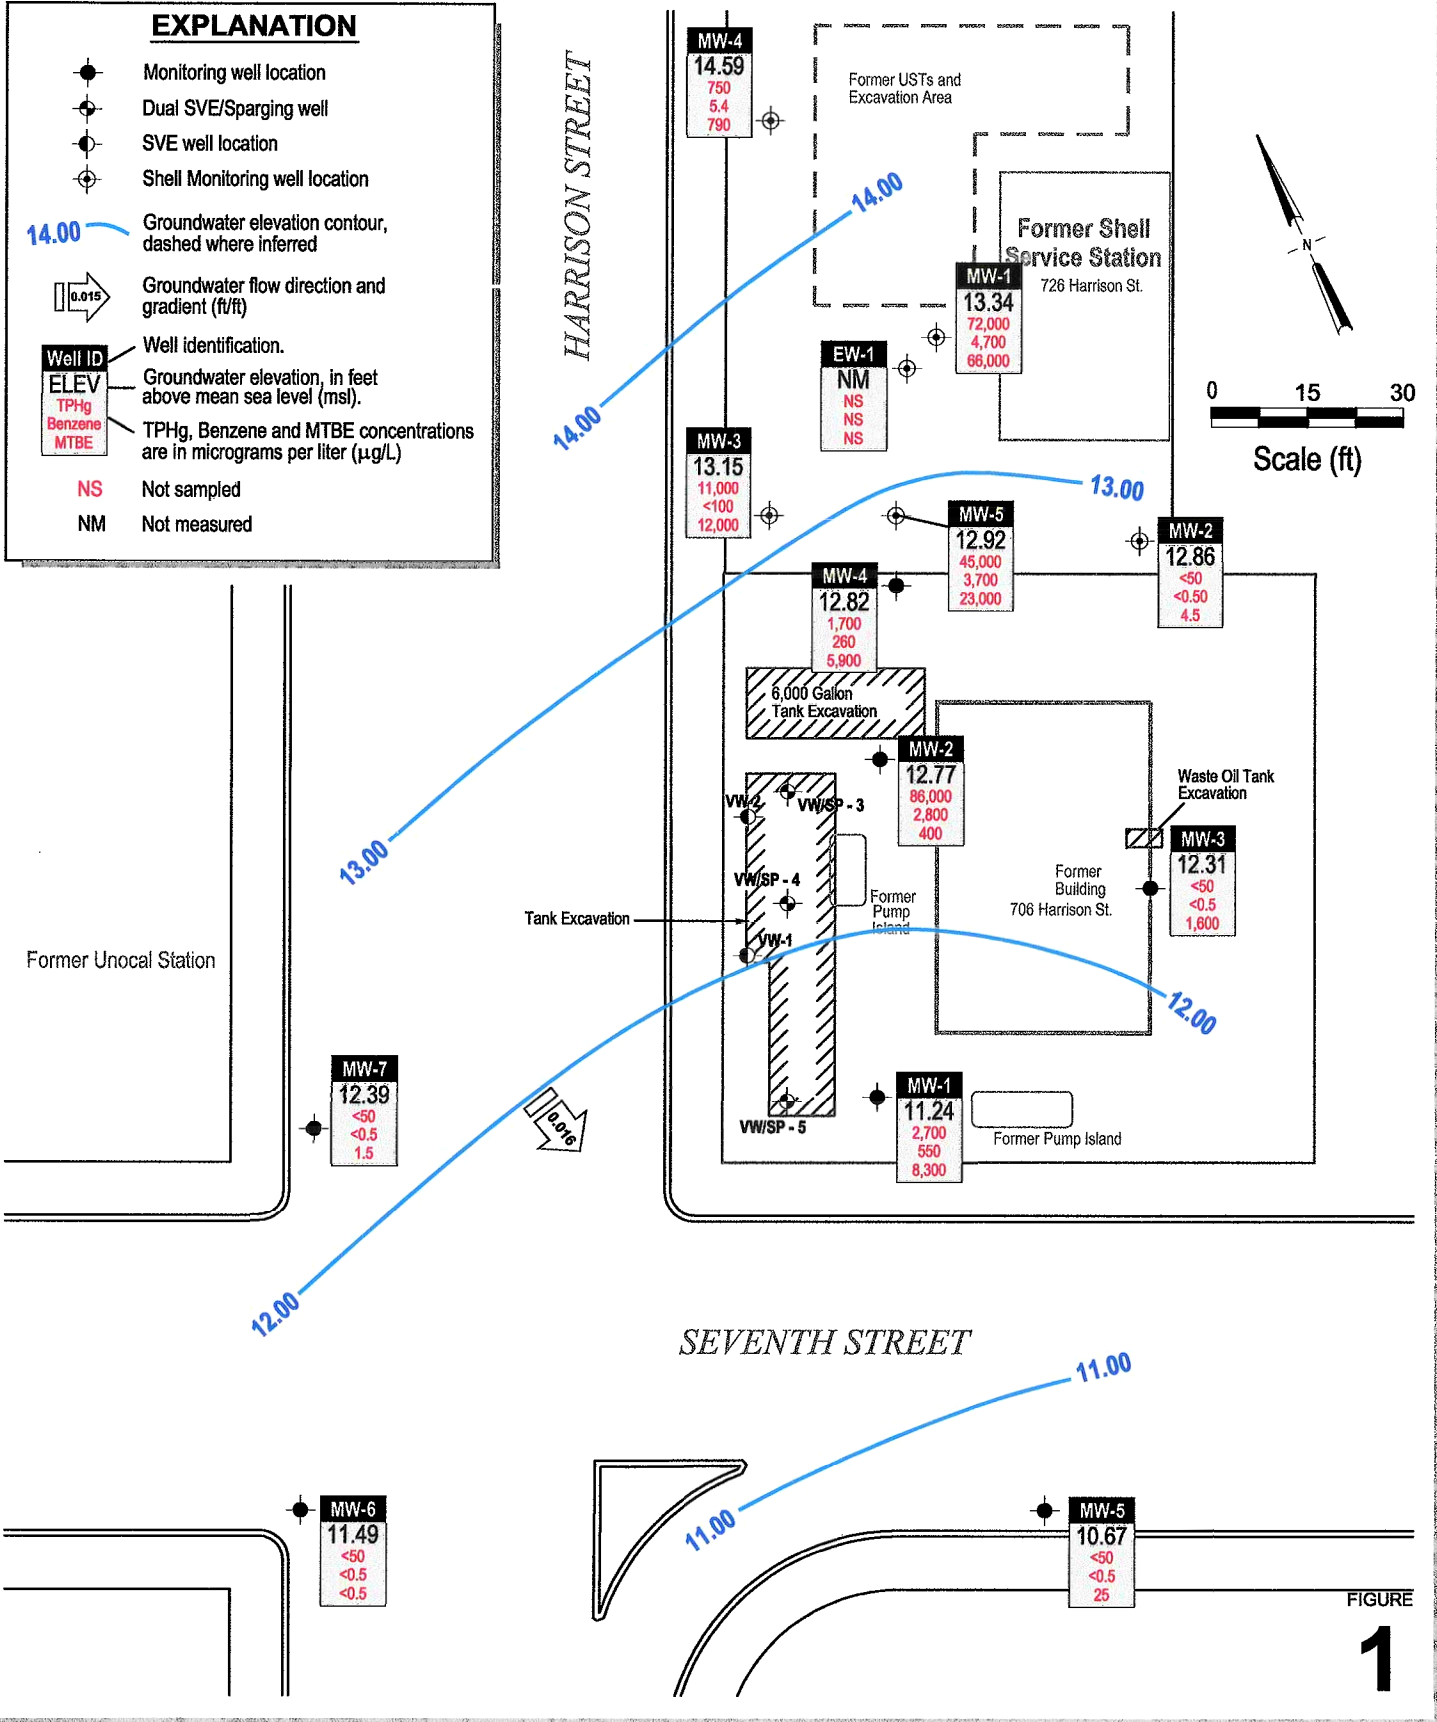 EXPLANATION
Monitoring well location
Dual SVE/Sparging well
SVE well location
Shell Monitoring well location
14.00
Groundwater elevation contour,
dashed where inferred
0.015
Groundwater flow direction and
gradient (ft/ft)
Well ID
Well identification.
ELEV
Groundwater elevation, in feet
above mean sea level (msl).
TPHg
Benzene
MTBE
TPHg, Benzene and MTBE concentrations
are in micrograms per liter (µg/L)
NS
Not sampled
NM
Not measured
HARRISON STREET
MW-4
14.59
750
5.4
790
Former USTs and
Excavation Area
14.00
14.00
Former Shell
Service Station
726 Harrison St.
MW-1
13.34
72,000
4,700
66,000
EW-1
NM
NS
NS
NS
N
0 15 30
Scale (ft)
MW-3
13.15
11,000
<100
12,000
13.00
MW-5
12.92
45,000
3,700
23,000
MW-2
12.86
<50
<0.50
4.5
MW-4
12.82
1,700
260
5,900
6,000 Gallon
Tank Excavation
MW-2
12.77
86,000
2,800
400
VW-2
VW/SP - 3
Waste Oil Tank
Excavation
MW-3
12.31
<50
<0.5
1,600
13.00
VW/SP - 4
Former
Pump
Island
Former
Building
706 Harrison St.
Tank Excavation
VW-1
Former Unocal Station
12.00
MW-7
12.39
<50
<0.5
1.5
0.016
VW/SP - 5
MW-1
11.24
2,700
550
8,300
Former Pump Island
12.00
SEVENTH STREET
11.00
11.00
MW-6
11.49
<50
<0.5
<0.5
MW-5
10.67
<50
<0.5
25
FIGURE
1